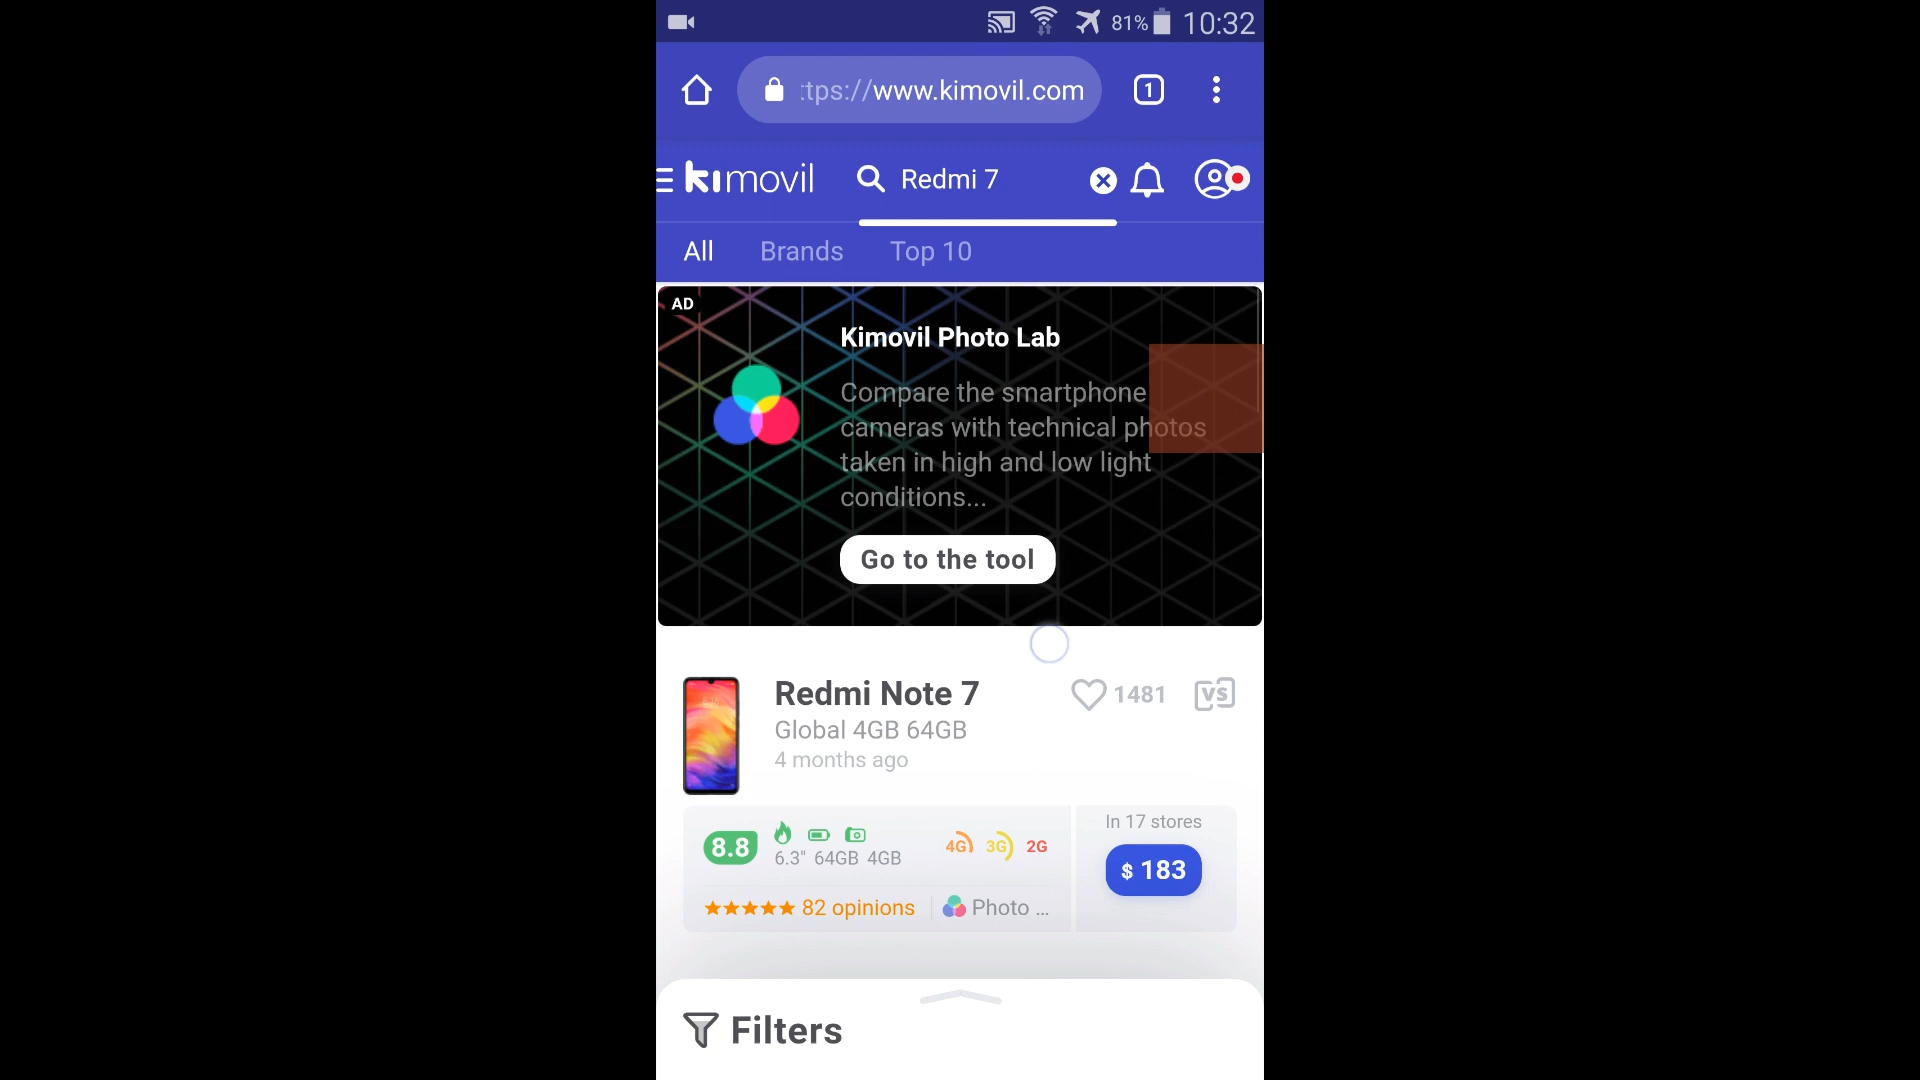 81% 10:32
ttps://www.kimovil.com 1
kimovil Redmi 7
All Brands Top 10
AD
Kimovil Photo Lab
Compare the smartphone
cameras with technical photos
taken in high and low light
conditions...
Go to the tool
Redmi Note 7 1481 VS
Global 4GB 64GB
4 months ago
In 17 stores
8.8 4G 3G 2G
6.3" 64GB 4GB
$ 183
82 opinions Photo ...
Filters